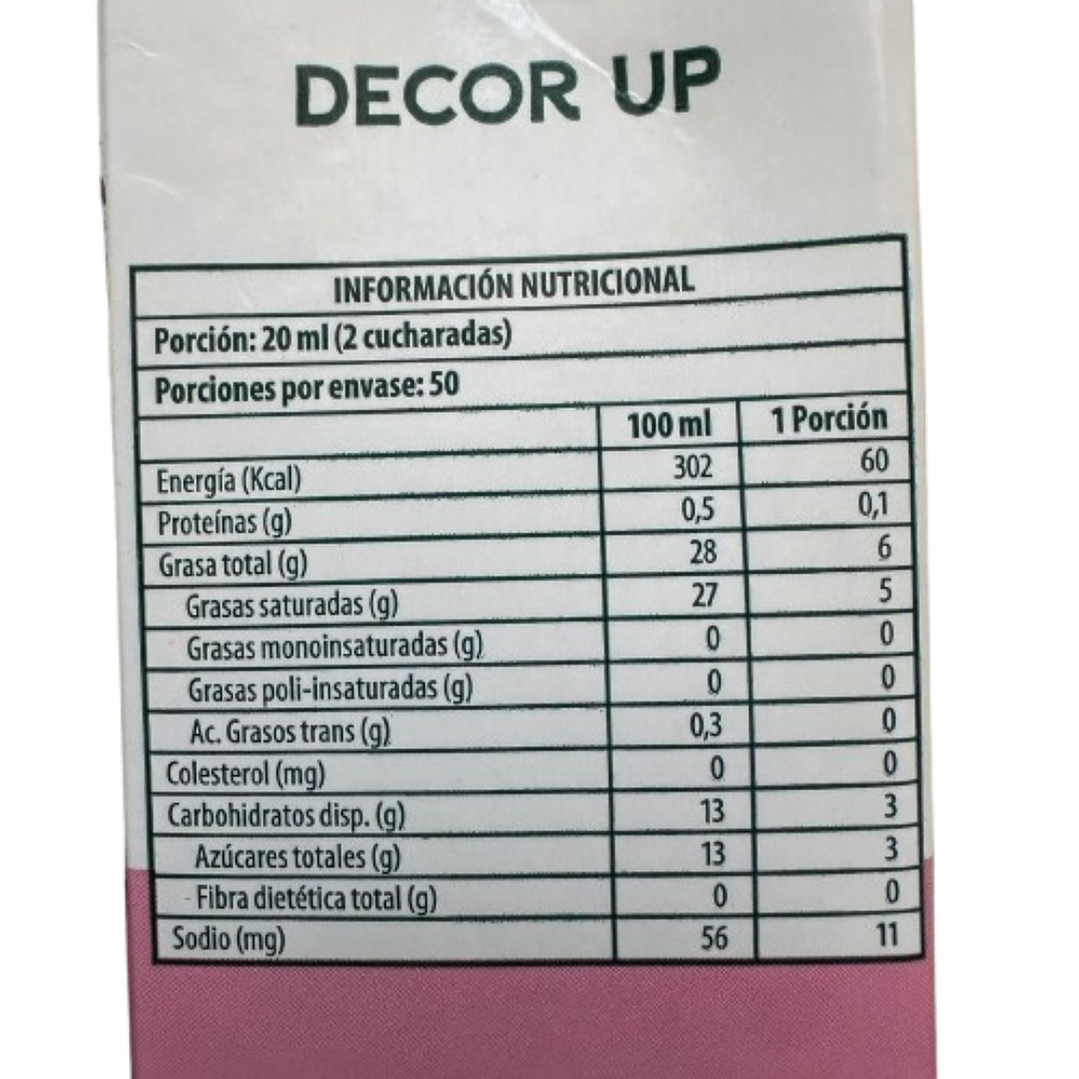 DECOR UP
INFORMACIÓN NUTRICIONAL
Porción: 20 ml (2 cucharadas)
Porciones por envase: 50
100 ml 1 Porción
Energía (Kcal) 302 60
Proteínas (g) 0,5 0,1
Grasa total (g) 28 6
Grasas saturadas (g) 27 5
Grasas monoinsaturadas (g) 0 0
Grasas poli-insaturadas (g) 0 0
Ac. Grasos trans (g) 0,3 0
Colesterol (mg) 0 0
Carbohidratos disp. (g) 13 3
Azúcares totales (g) 13 3
Fibra dietética total (g) 0 0
Sodio (mg) 56 11